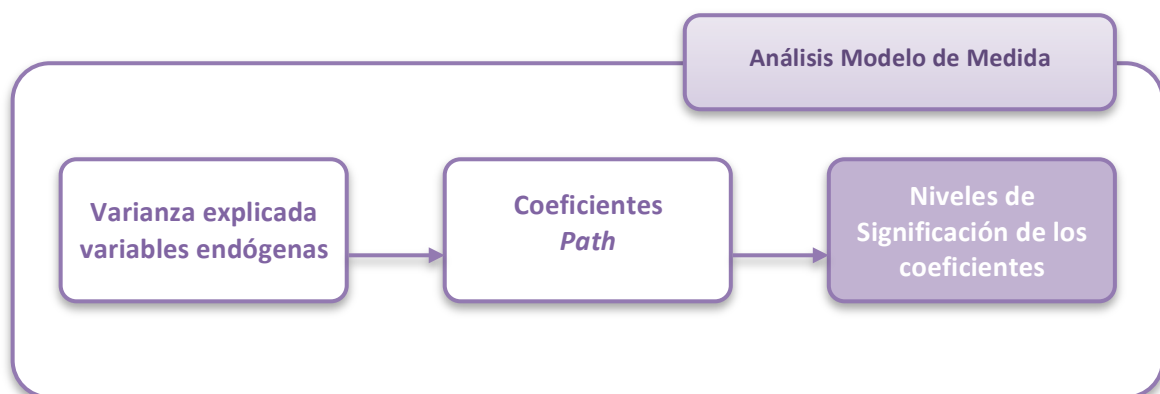 Análisis Modelo de Medida
Varianza explicada
variables endógenas
Coeficientes
Path
Niveles de
Significación de los
coeficientes